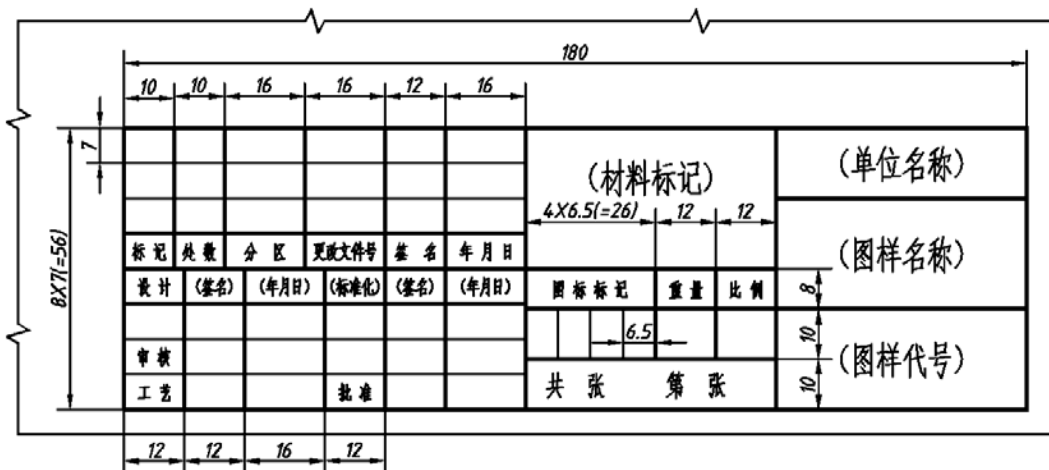 180
10 10 16 16 12 16
7
8X7(=56)
(材料标记)
(单位名称)
4X6.5(=26) 12 12
(图样名称)
标记 处数 分区 更改文件号 签名 年月日
设计 (签名) (年月日) (标准化) (签名) (年月日) 图标标记 重量 比例 8
6.5 10
审核
(图样代号)
工艺 批准 共 张 第 张 10
12 12 16 12